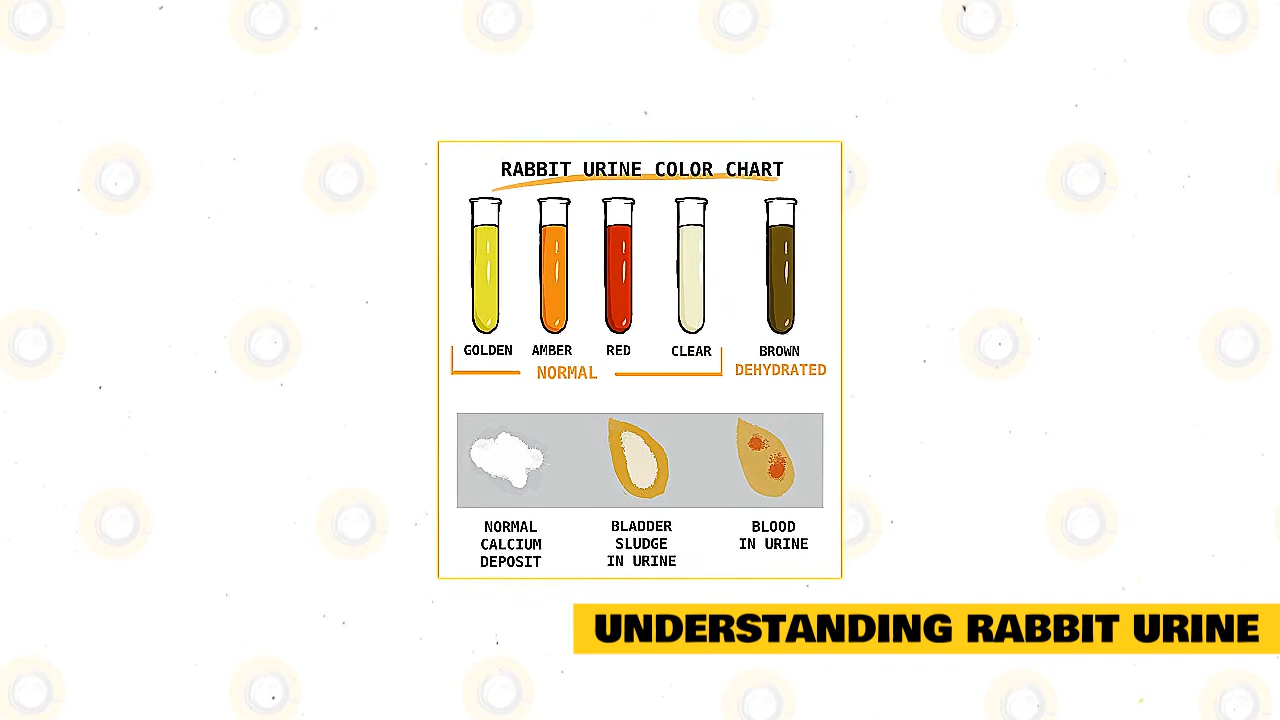 RABBIT URINE COLOR CHART
GOLDEN AMBER RED CLEAR BROWN
NORMAL DEHYDRATED
NORMAL CALCIUM DEPOSIT
BLADDER SLUDGE IN URINE
BLOOD IN URINE
UNDERSTANDING RABBIT URINE